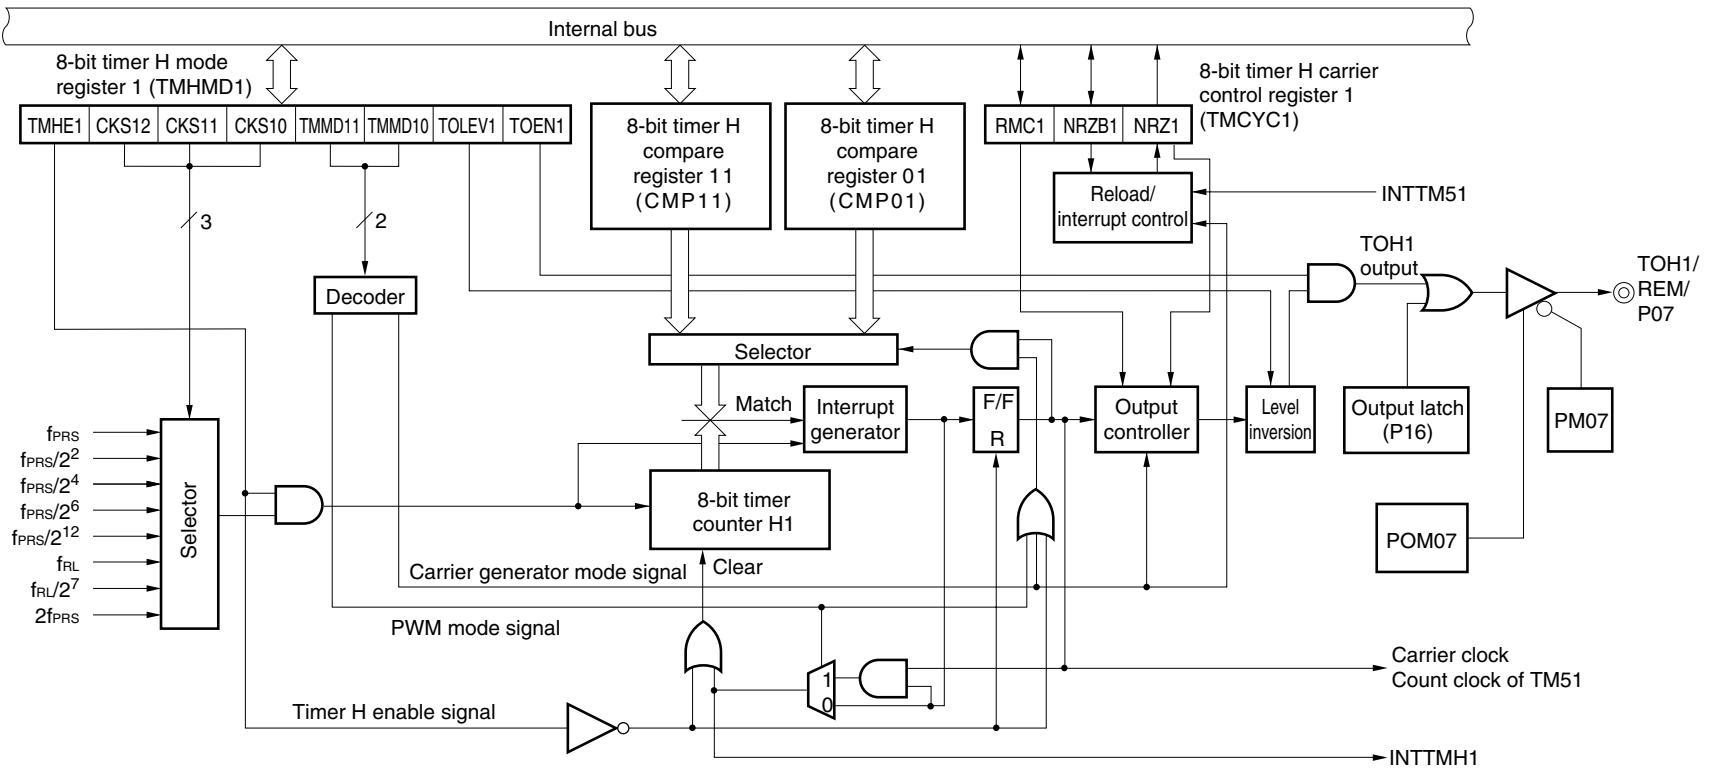 Internal bus
8-bit timer H mode
register 1 (TMHMD1)
8-bit timer H carrier
control register 1
(TMCYC1)
TMHE1 CKS12 CKS11 CKS10 TMMD11 TMMD10 TOLEV1 TOEN1
8-bit timer H
compare
register 11
(CMP11)
8-bit timer H
compare
register 01
(CMP01)
RMC1 NRZB1 NRZ1
Reload/
interrupt control
INTTM51
3
2
Decoder
TOH1
output
TOH1/
REM/
P07
Selector
Match
Interrupt
generator
F/F
R
Output
controller
Level
inversion
Output latch
(P16)
PM07
fPRS
fPRS/2²
fPRS/2⁴
fPRS/2⁶
fPRS/2¹²
fRL
fRL/2⁷
2fPRS
Selector
8-bit timer
counter H1
POM07
Carrier generator mode signal
Clear
PWM mode signal
1
0
Carrier clock
Count clock of TM51
Timer H enable signal
INTTMH1